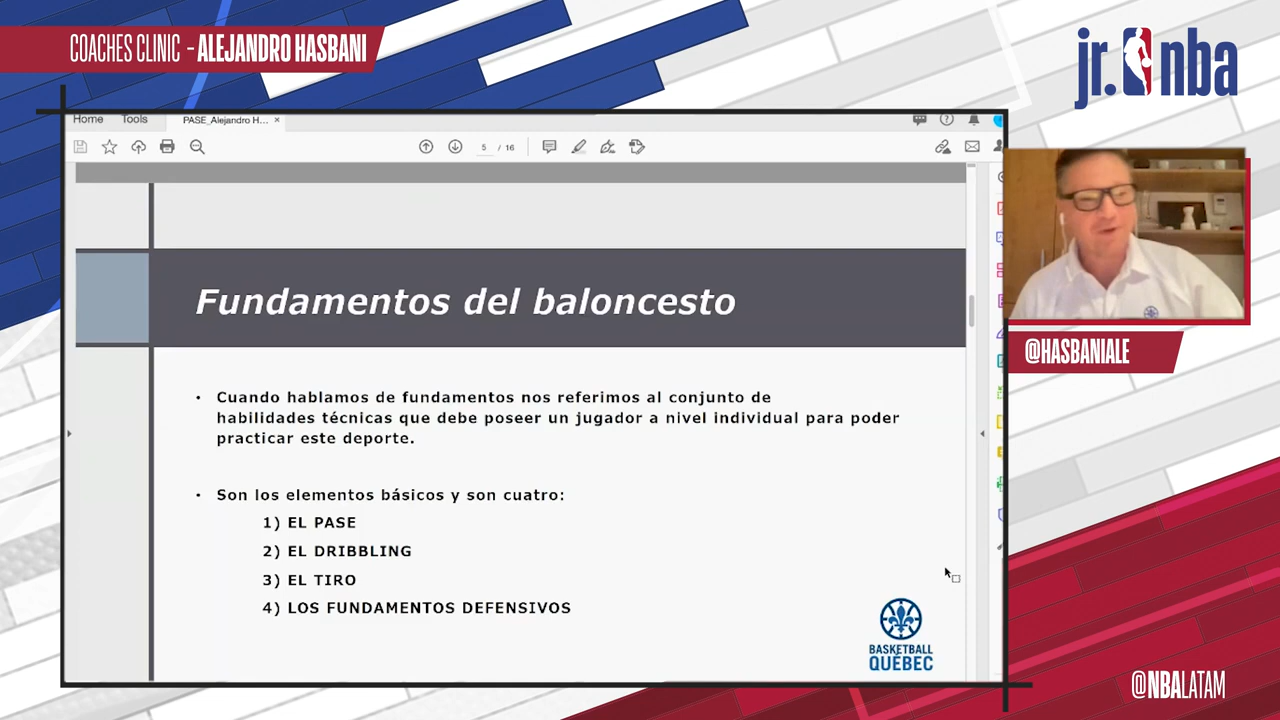 COACHES CLINIC - ALEJANDRO HASBANI
jr. nba
Home Tools PASE_Alejandro H... ×
5 / 16
Fundamentos del baloncesto
• Cuando hablamos de fundamentos nos referimos al conjunto de
habilidades técnicas que debe poseer un jugador a nivel individual para poder
practicar este deporte.
• Son los elementos básicos y son cuatro:
1) EL PASE
2) EL DRIBBLING
3) EL TIRO
4) LOS FUNDAMENTOS DEFENSIVOS
BASKETBALL
QUÉBEC
@HASBANIALE
@NBALATAM